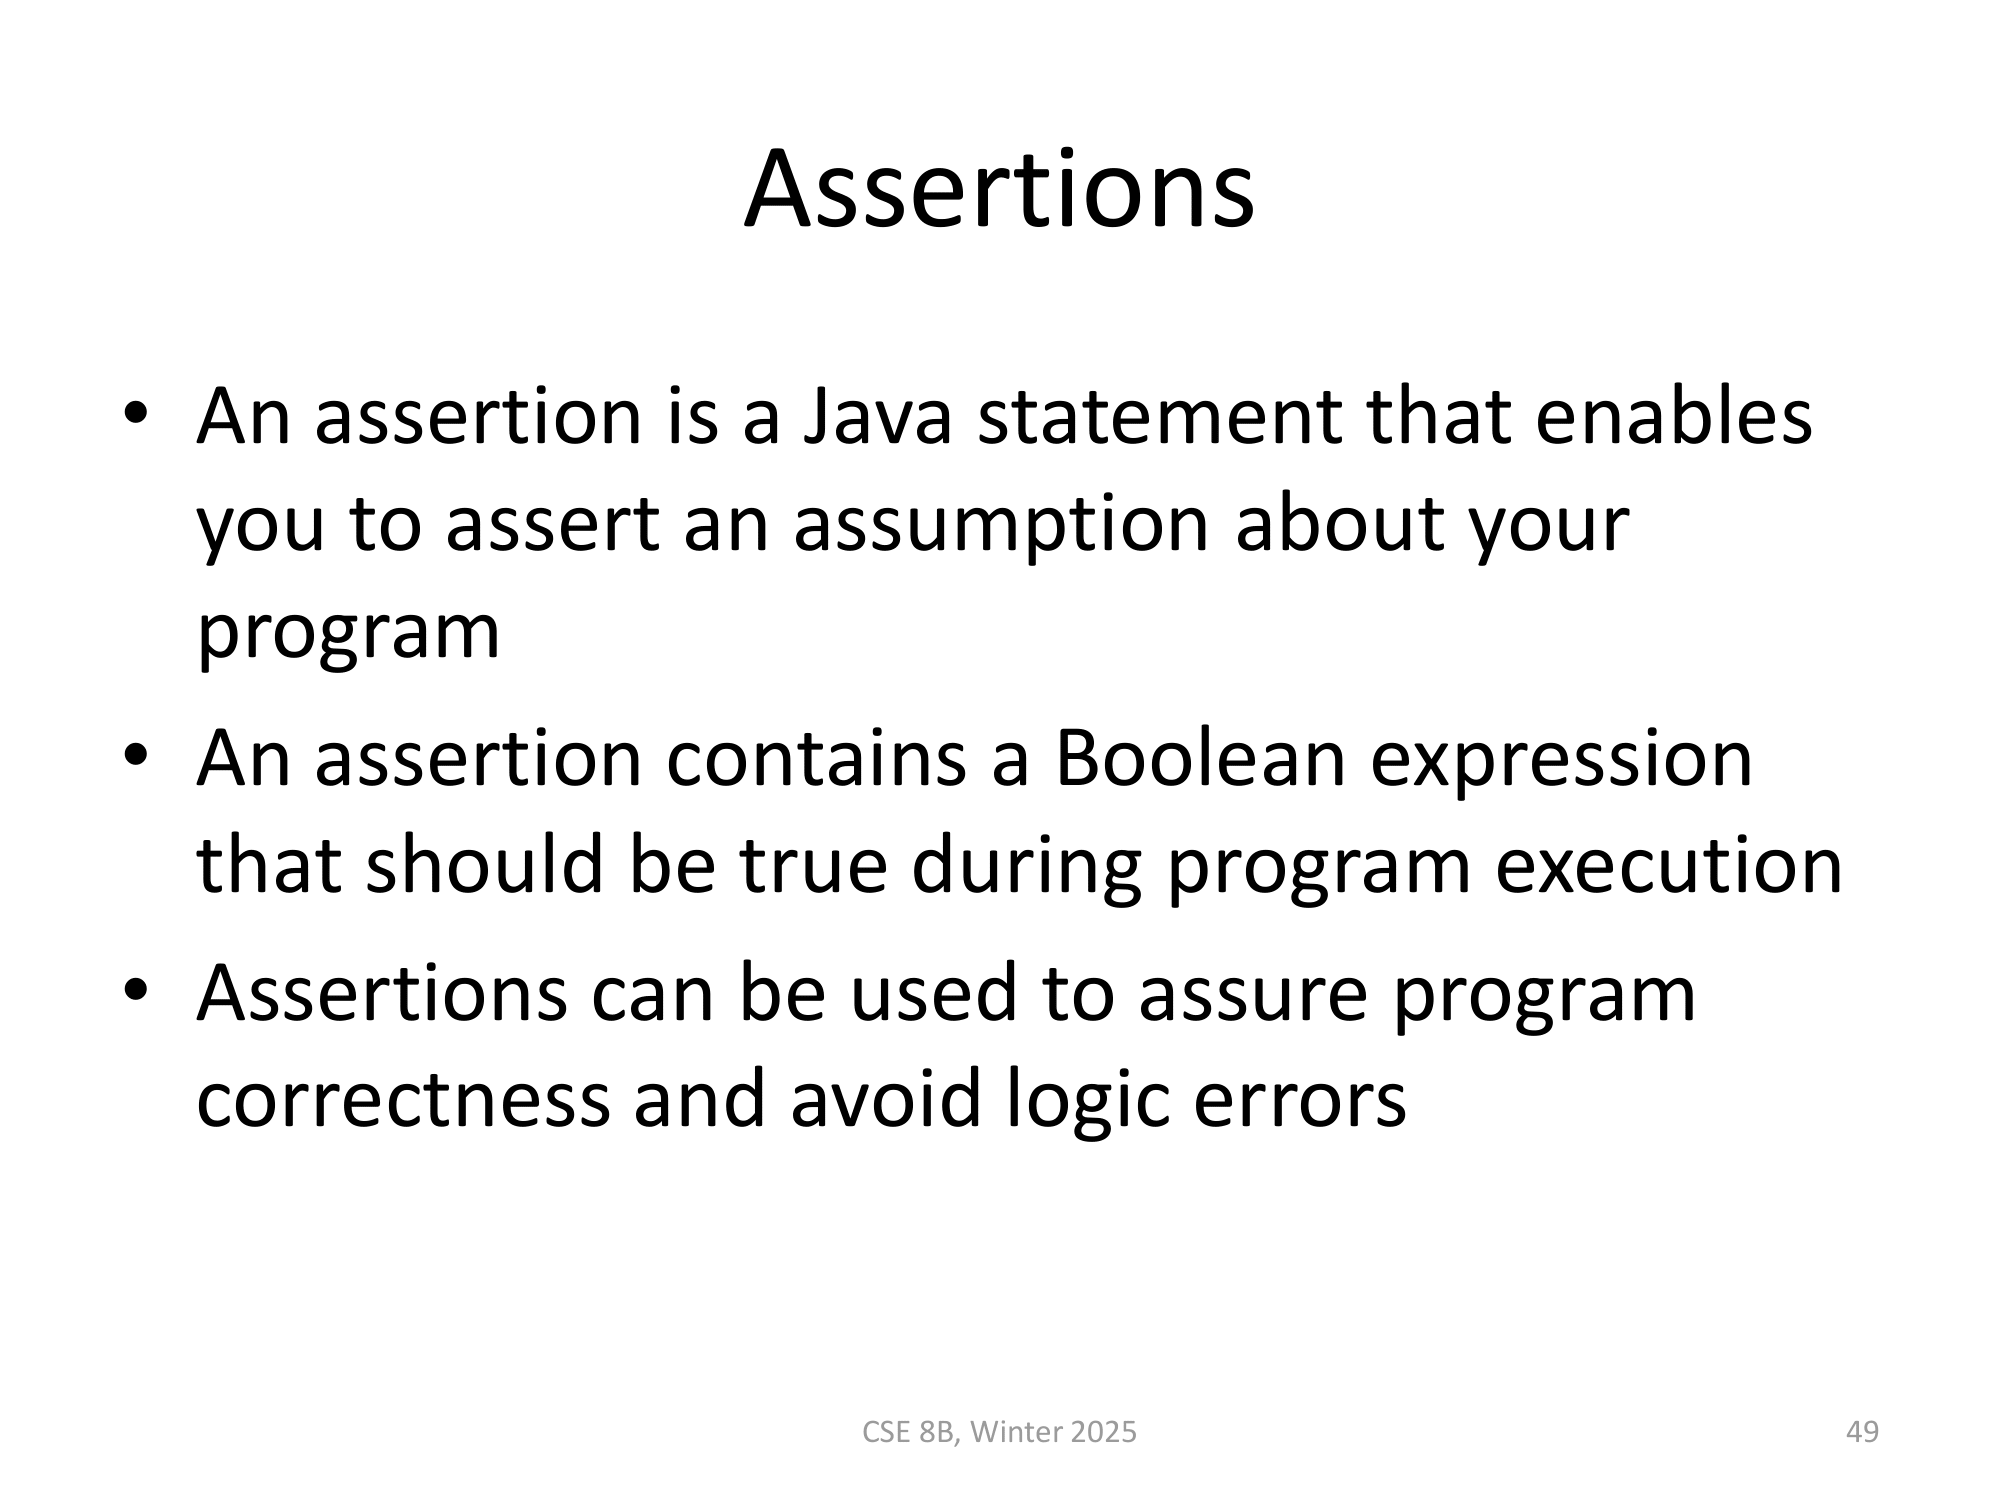 Assertions
• An assertion is a Java statement that enables
you to assert an assumption about your
program
• An assertion contains a Boolean expression
that should be true during program execution
• Assertions can be used to assure program
correctness and avoid logic errors
CSE 8B, Winter 2025
49